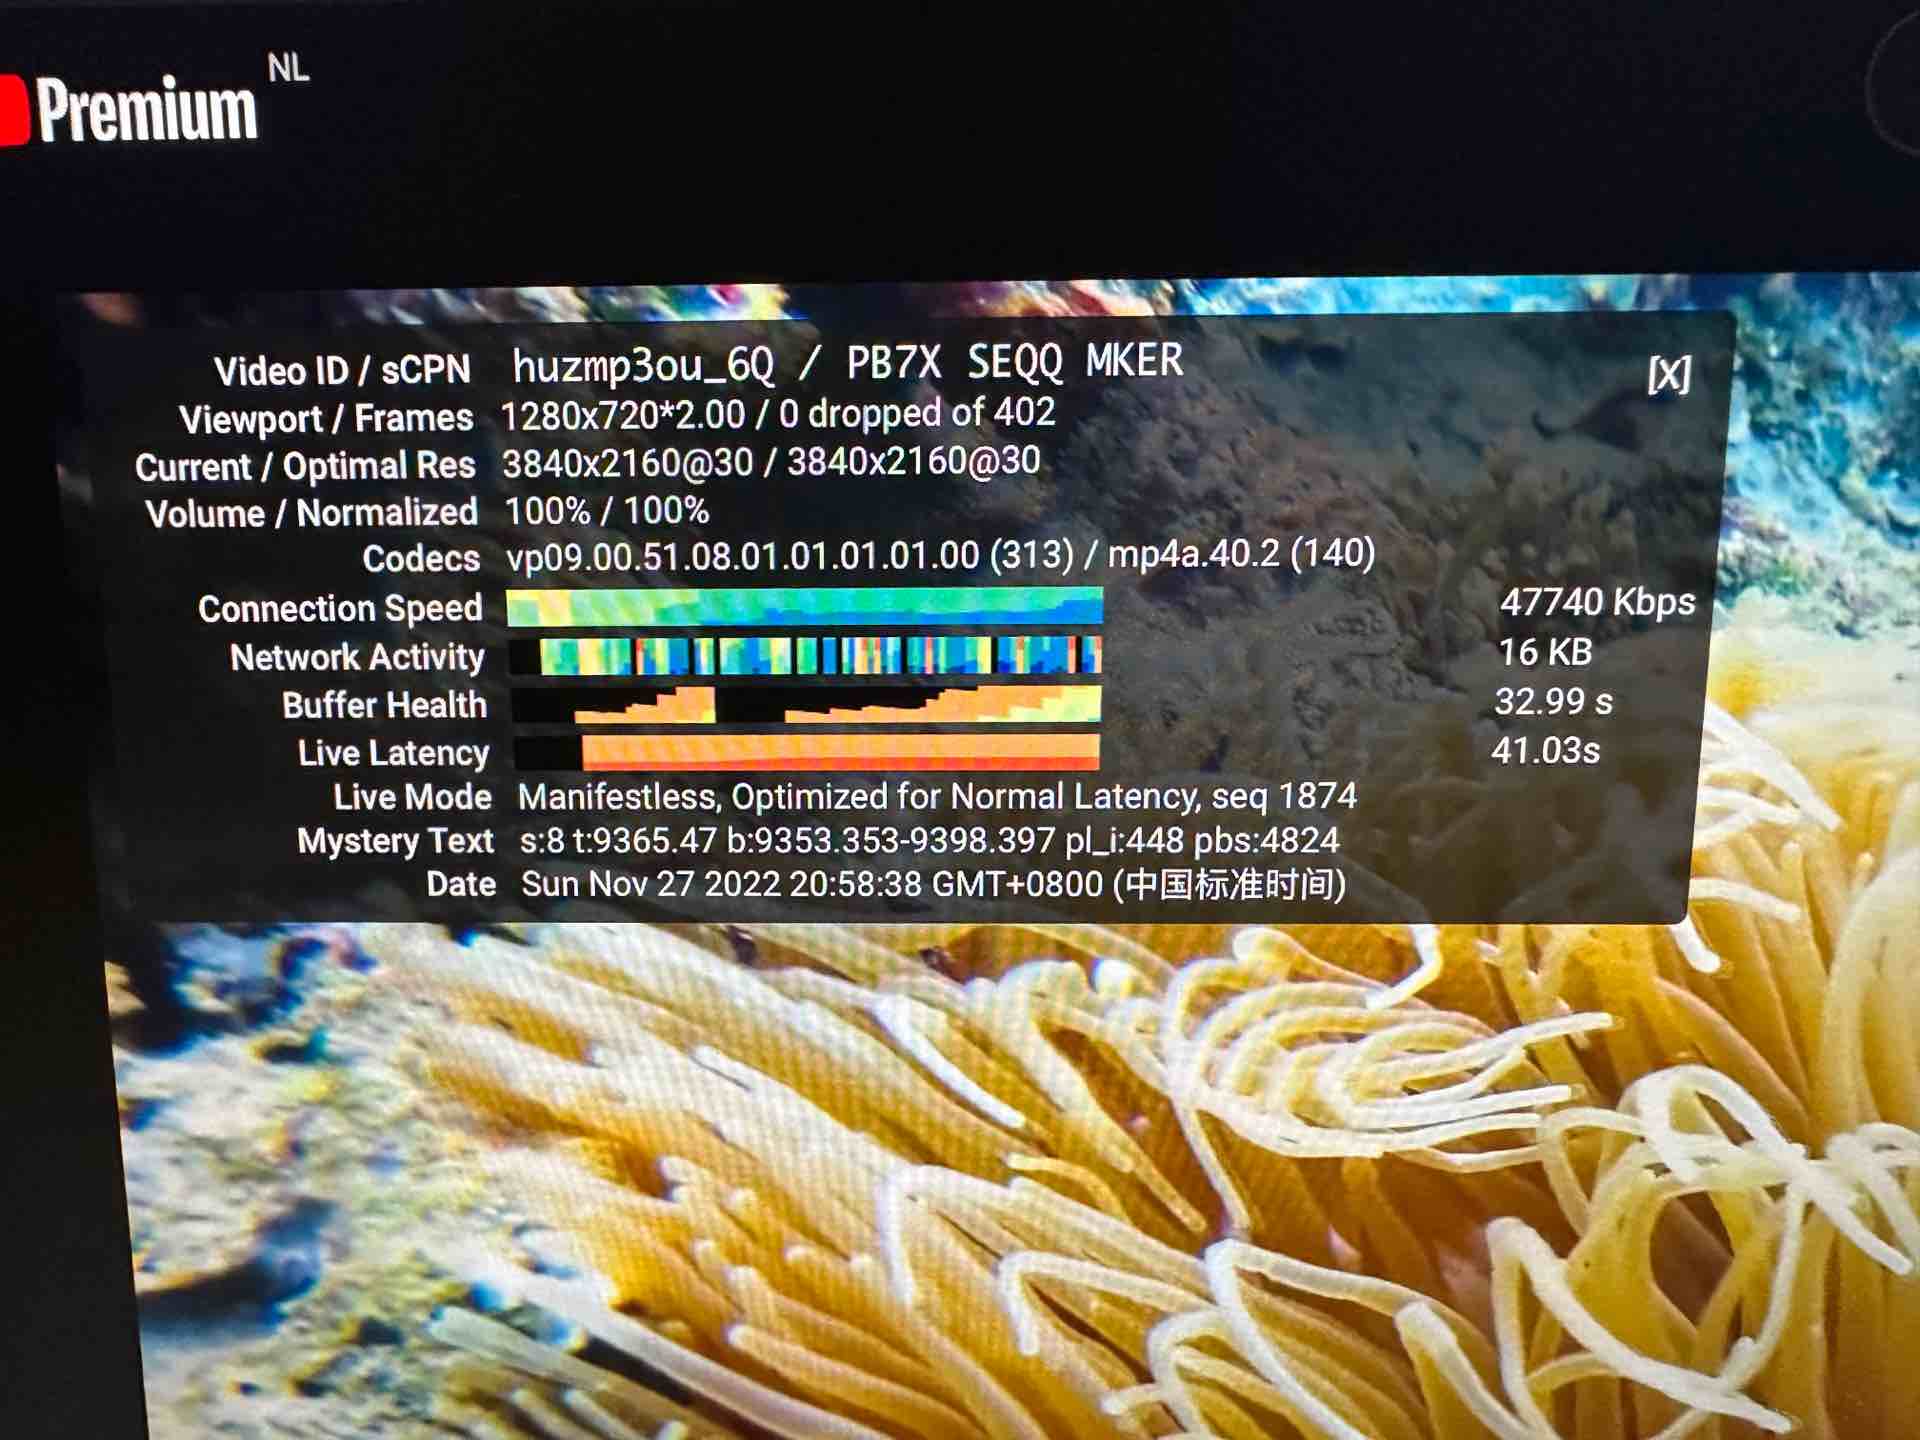 Premium NL
Video ID / sCPN huzmp3ou_6Q / PB7X SEQQ MKER [X]
Viewport / Frames 1280x720*2.00 / 0 dropped of 402
Current / Optimal Res 3840x2160@30 / 3840x2160@30
Volume / Normalized 100% / 100%
Codecs vp09.00.51.08.01.01.01.01.00 (313) / mp4a.40.2 (140)
Connection Speed 47740 Kbps
Network Activity 16 KB
Buffer Health 32.99 s
Live Latency 41.03s
Live Mode Manifestless, Optimized for Normal Latency, seq 1874
Mystery Text s:8 t:9365.47 b:9353.353-9398.397 pl_i:448 pbs:4824
Date Sun Nov 27 2022 20:58:38 GMT+0800 (中国标准时间)